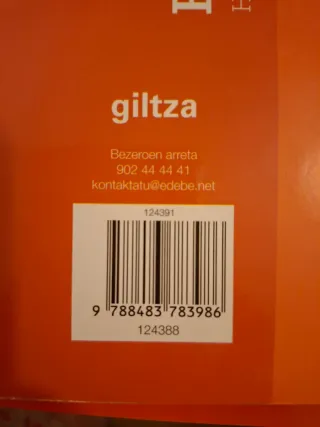 giltza
Bezeroen arreta
902 44 44 41
kontaktatu@edebe.net
124391
9 788483 783986
124388